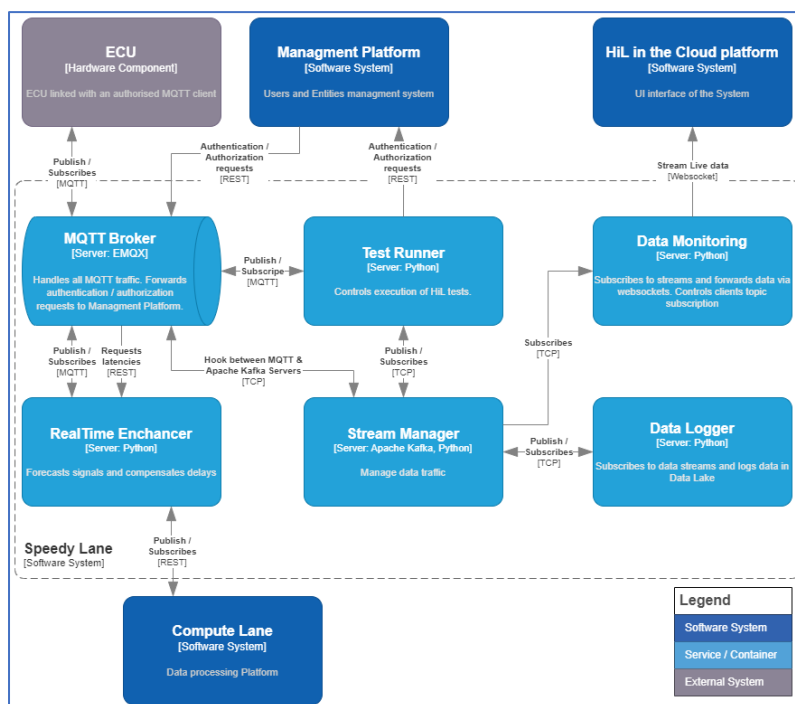 ECU
[Hardware Component]
ECU linked with an authorised MQTT client
Managment Platform
[Software System]
Users and Entities managment system
HiL in the Cloud platform
[Software System]
UI interface of the System
Publish /
Subscribes
[MQTT]
Authentication /
Authorization
requests
[REST]
Authentication /
Authorization
requests
[REST]
Stream Live data
[Websocket]
MQTT Broker
[Server: EMQX]
Handles all MQTT traffic. Forwards
authentication / authorization
requests to Managment Platform.
Publish /
Subscripe
[MQTT]
Test Runner
[Server: Python]
Controls execution of HiL tests.
Data Monitoring
[Server: Python]
Subscribes to streams and forwards data via
websockets. Controls clients topic
subscription
Publish /
Subscribes
[MQTT]
Requests
latencies
[REST]
Hook between MQTT &
Apache Kafka Servers
[TCP]
Publish /
Subscribes
[TCP]
Subscribes
[TCP]
RealTime Enchancer
[Server: Python]
Forecasts signals and compensates delays
Stream Manager
[Server: Apache Kafka, Python]
Manage data traffic
Publish /
Subscribes
[TCP]
Data Logger
[Server: Python]
Subscribes to data streams and logs data in
Data Lake
Speedy Lane
[Software System]
Publish /
Subscribes
[REST]
Compute Lane
[Software System]
Data processing Platform
Legend
Software System
Service / Container
External System